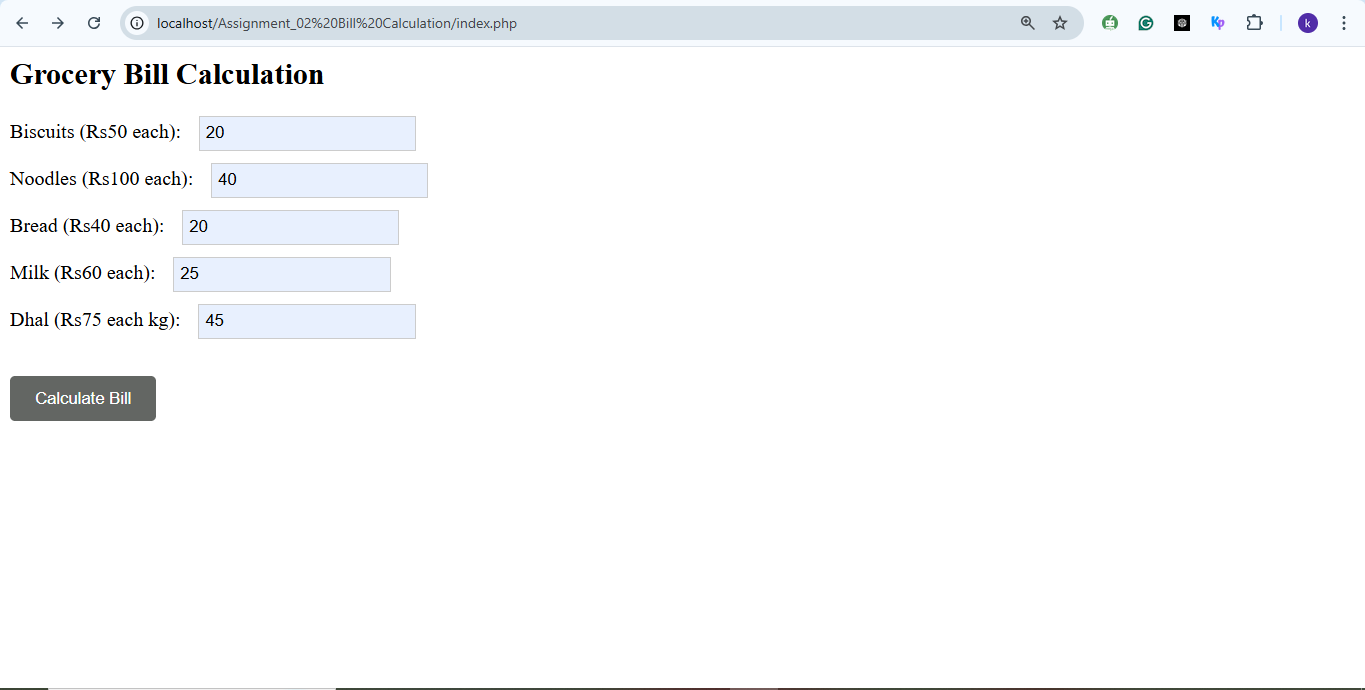 localhost/Assignment_02%20Bill%20Calculation/index.php
k
Grocery Bill Calculation
Biscuits (Rs50 each): 20
Noodles (Rs100 each): 40
Bread (Rs40 each): 20
Milk (Rs60 each): 25
Dhal (Rs75 each kg): 45
Calculate Bill